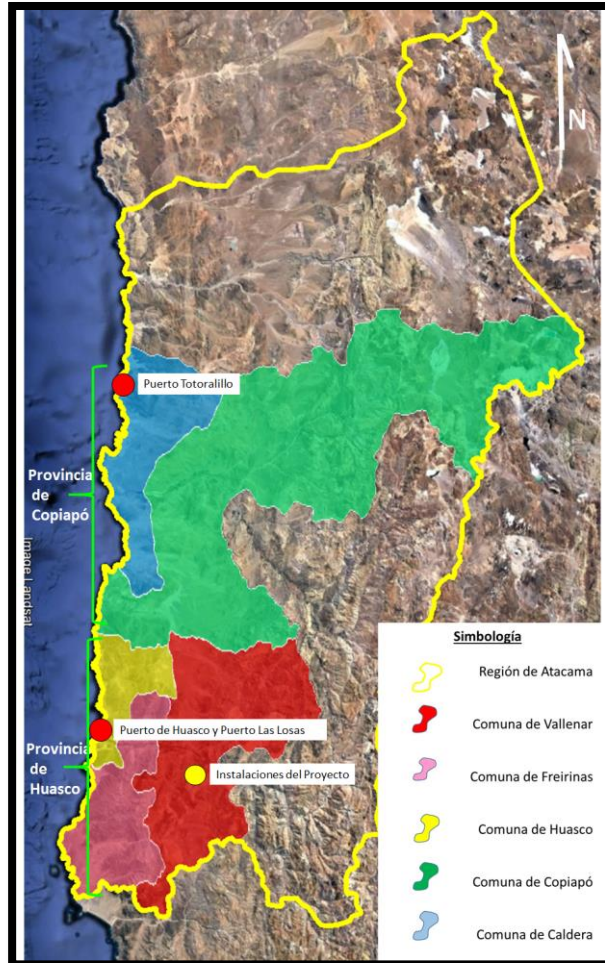 N
Puerto Totoralillo
Provincia
de
Copiapó
Image Landsat
Puerto de Huasco y Puerto Las Losas
Provincia
de
Huasco
Instalaciones del Proyecto
Simbología
Región de Atacama
Comuna de Vallenar
Comuna de Freirinas
Comuna de Huasco
Comuna de Copiapó
Comuna de Caldera